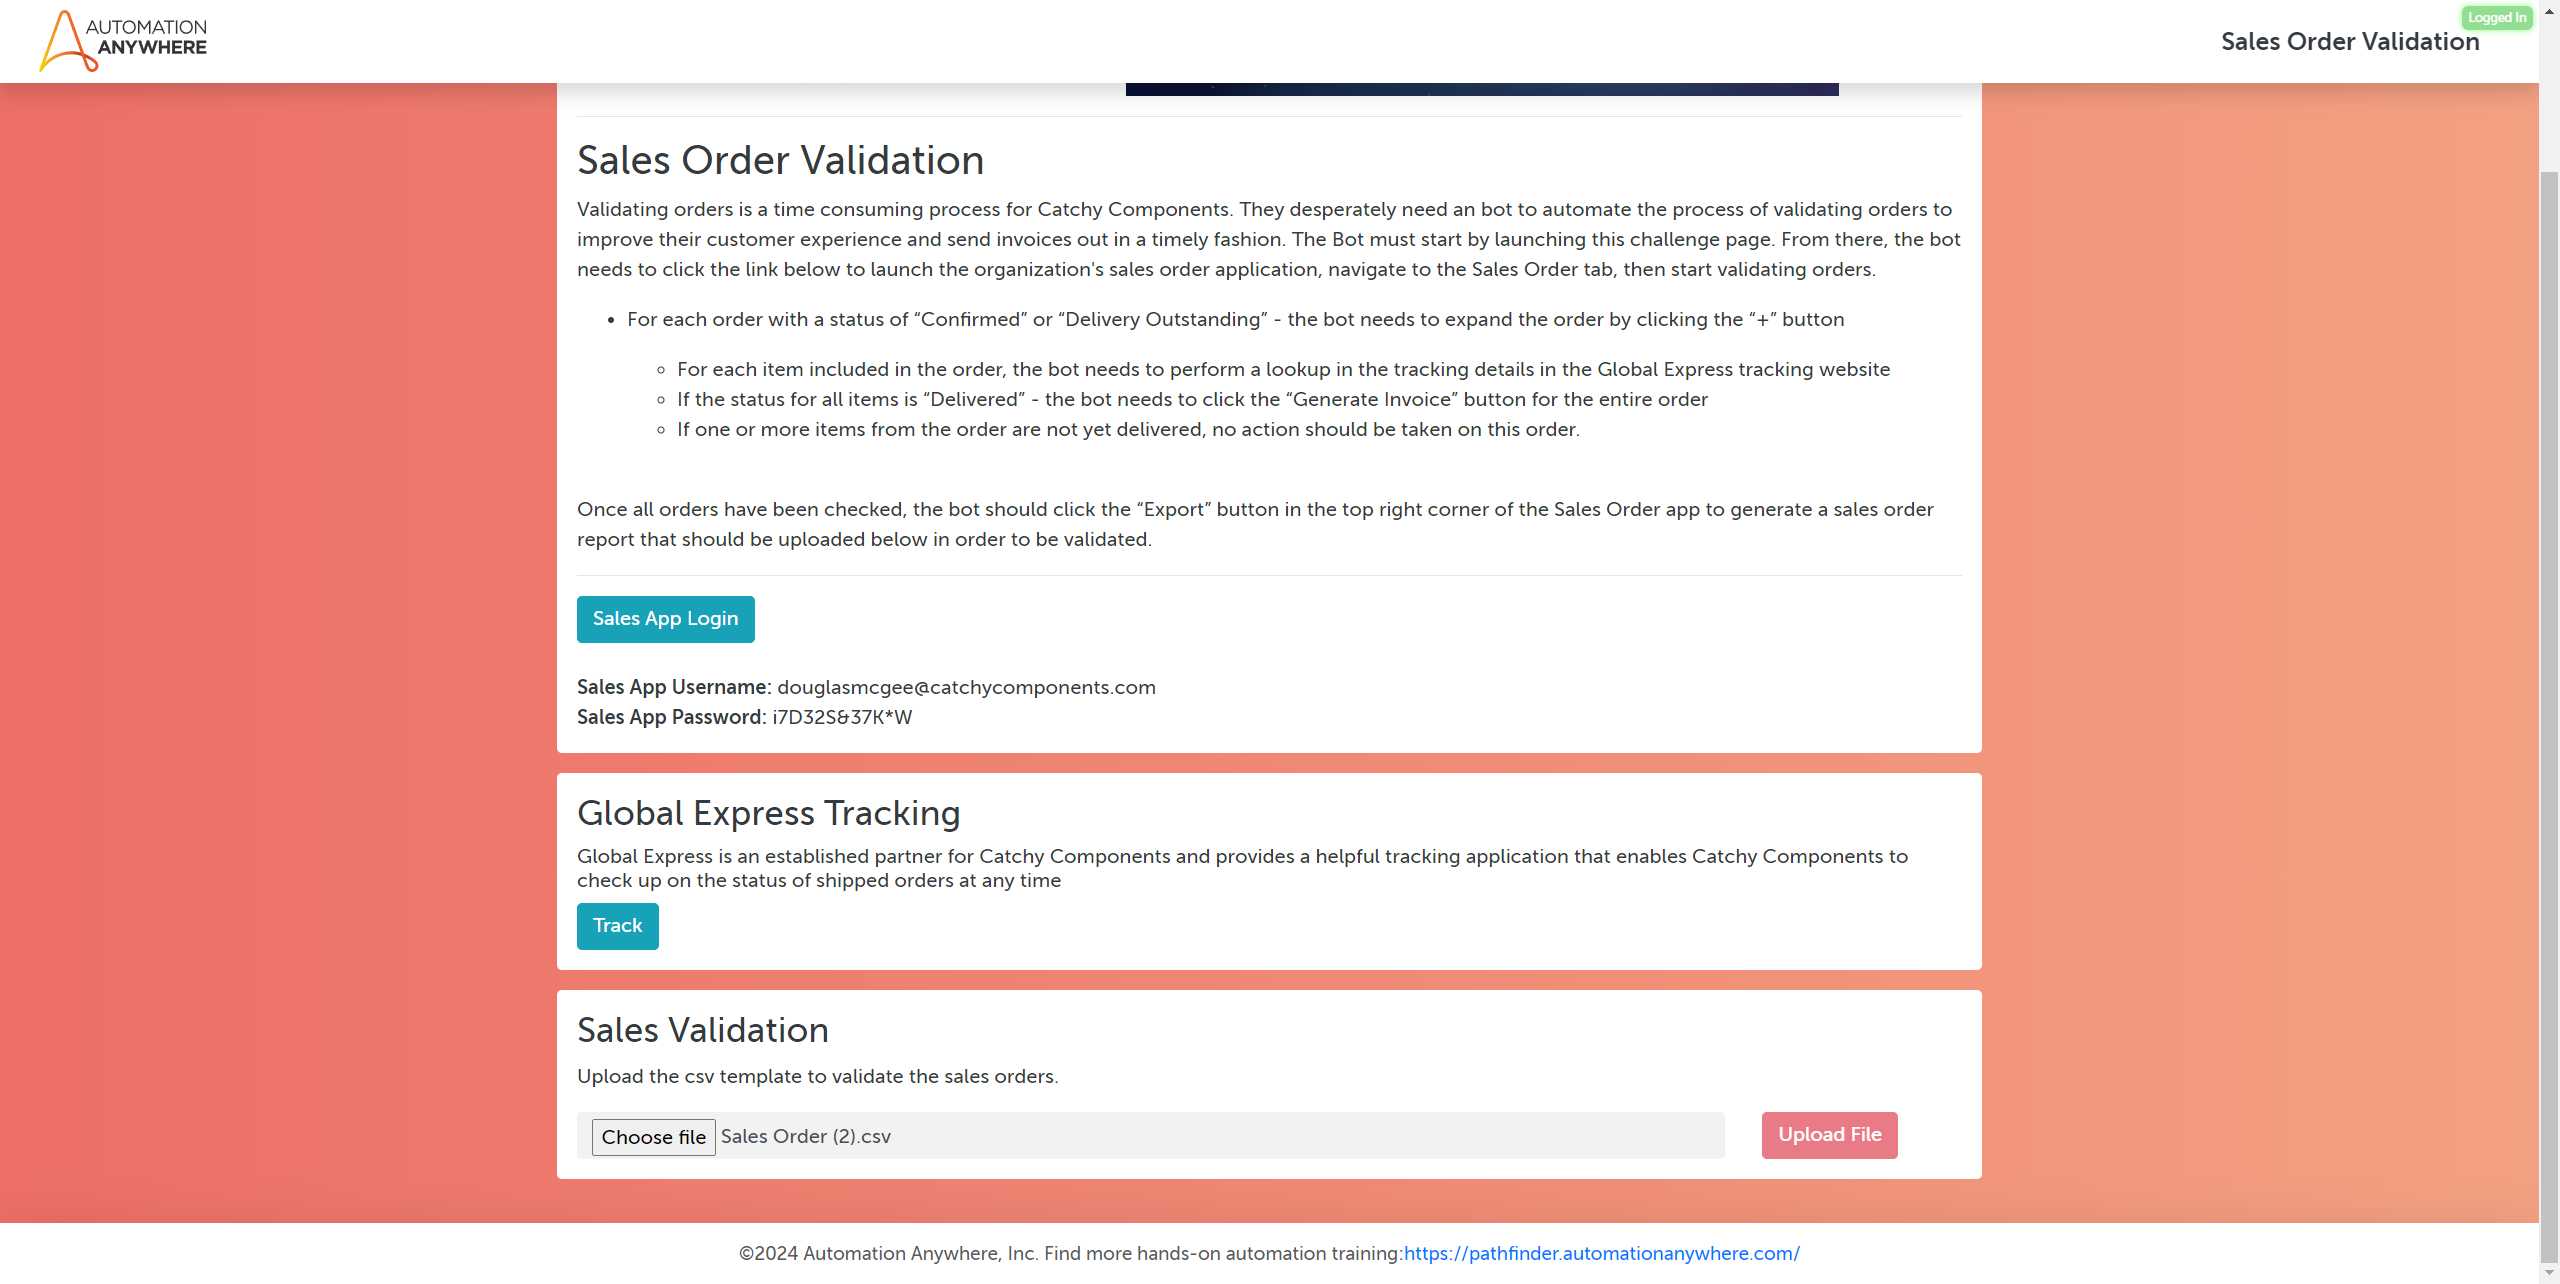 AUTOMATION
ANYWHERE
Logged In
Sales Order Validation
Sales Order Validation
Validating orders is a time consuming process for Catchy Components. They desperately need an bot to automate the process of validating orders to
improve their customer experience and send invoices out in a timely fashion. The Bot must start by launching this challenge page. From there, the bot
needs to click the link below to launch the organization's sales order application, navigate to the Sales Order tab, then start validating orders.
• For each order with a status of “Confirmed” or “Delivery Outstanding” - the bot needs to expand the order by clicking the “+” button
◦ For each item included in the order, the bot needs to perform a lookup in the tracking details in the Global Express tracking website
◦ If the status for all items is “Delivered” - the bot needs to click the “Generate Invoice” button for the entire order
◦ If one or more items from the order are not yet delivered, no action should be taken on this order.
Once all orders have been checked, the bot should click the “Export” button in the top right corner of the Sales Order app to generate a sales order
report that should be uploaded below in order to be validated.
Sales App Login
Sales App Username: douglasmcgee@catchycomponents.com
Sales App Password: i7D32S&37K*W
Global Express Tracking
Global Express is an established partner for Catchy Components and provides a helpful tracking application that enables Catchy Components to
check up on the status of shipped orders at any time
Track
Sales Validation
Upload the csv template to validate the sales orders.
Choose file Sales Order (2).csv
Upload File
©2024 Automation Anywhere, Inc. Find more hands-on automation training:https://pathfinder.automationanywhere.com/